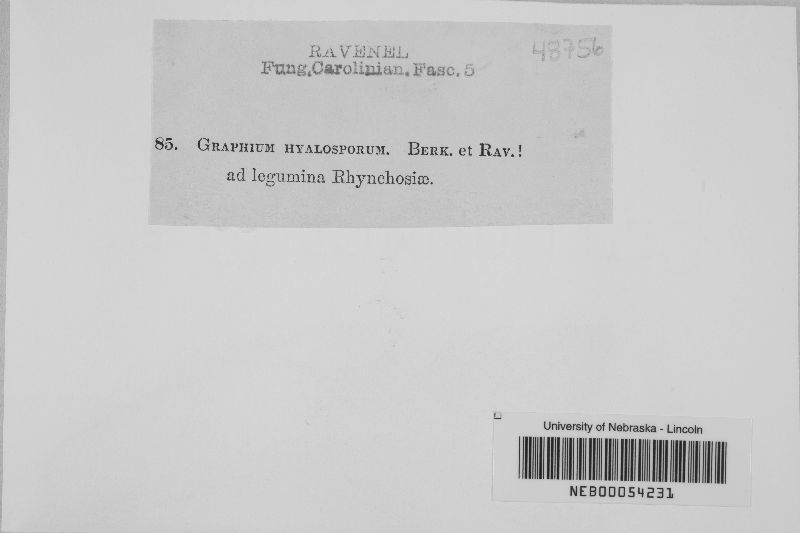 RAVENEL
48756
Fung. Carolinian. Fasc. 5
85. GRAPHIUM HYALOSPORUM. BERK. et RAV.!
ad legumina Rhynchosiæ.
University of Nebraska - Lincoln
NEB00054231